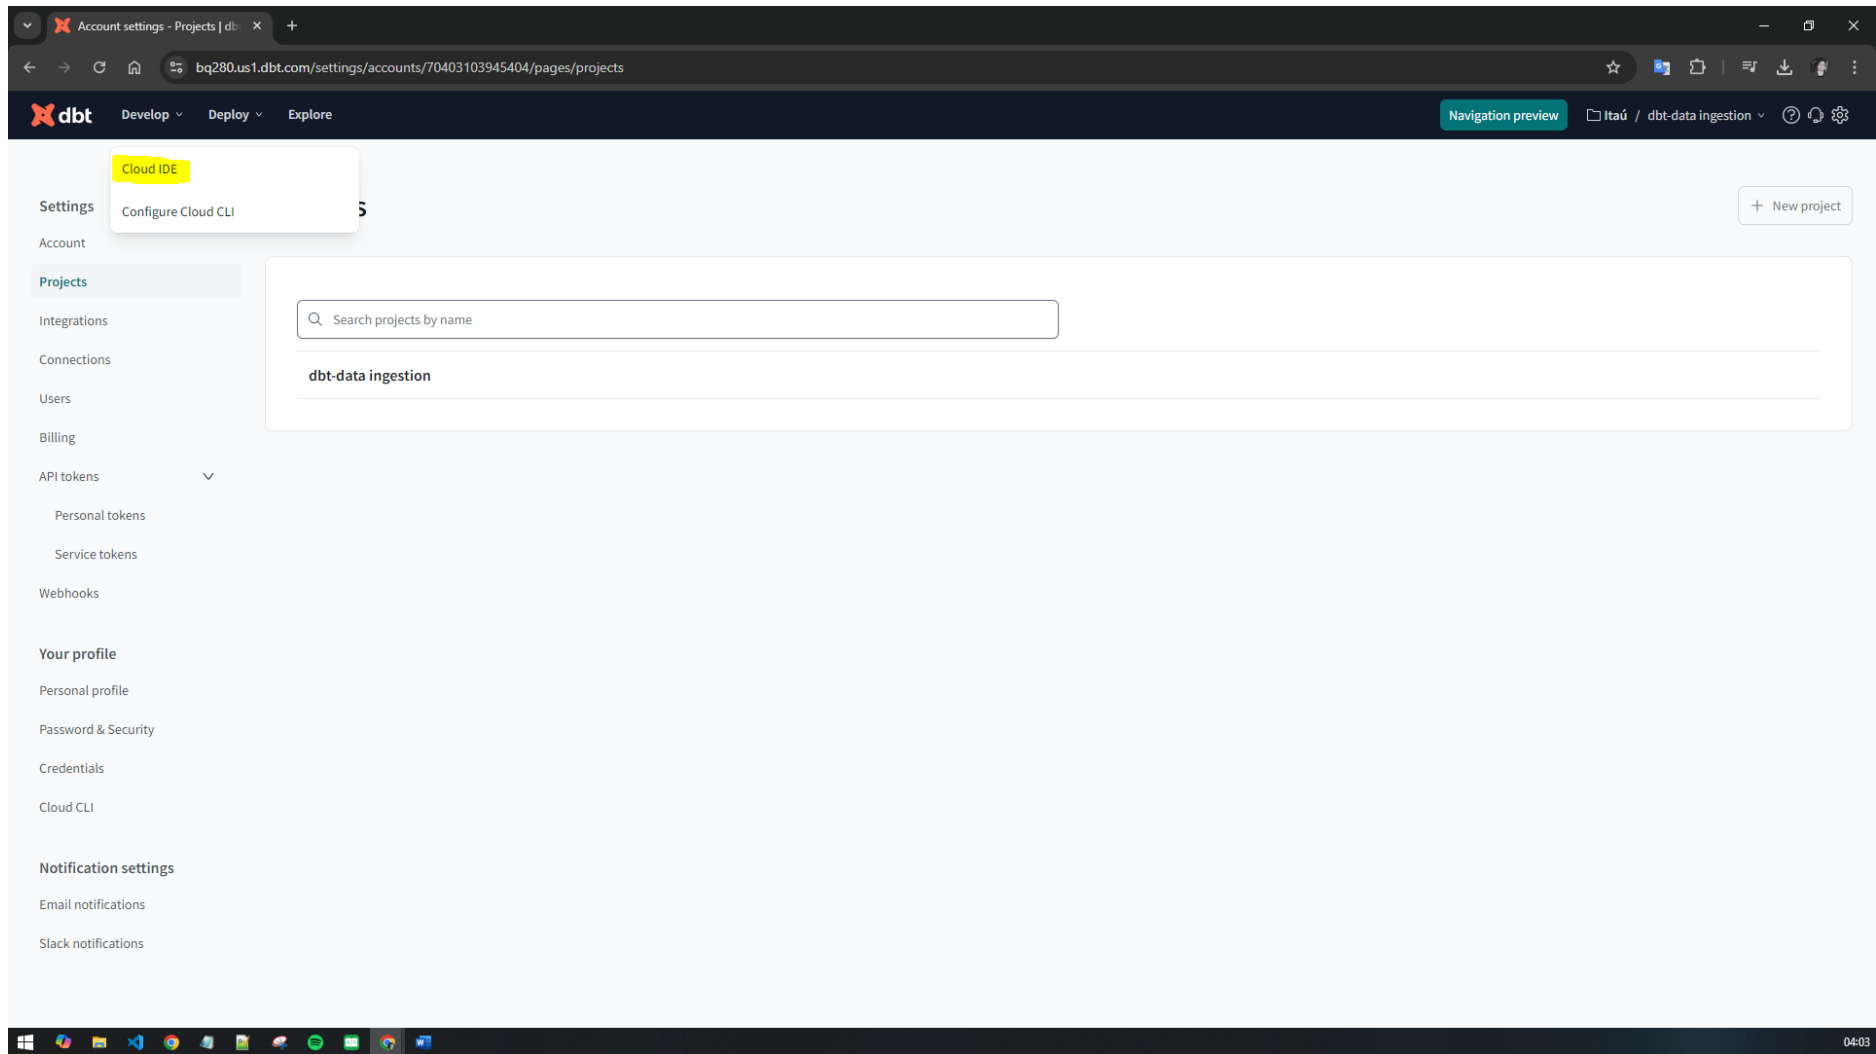 Account settings - Projects | db
bq280.us1.dbt.com/settings/accounts/70403103945404/pages/projects
dbt
Develop
Deploy
Explore
Navigation preview
Itaú / dbt-data ingestion
Cloud IDE
Configure Cloud CLI
s
New project
Settings
Account
Projects
Integrations
Connections
Users
Billing
API tokens
Personal tokens
Service tokens
Webhooks
Your profile
Personal profile
Password & Security
Credentials
Cloud CLI
Notification settings
Email notifications
Slack notifications
Search projects by name
dbt-data ingestion
04:03